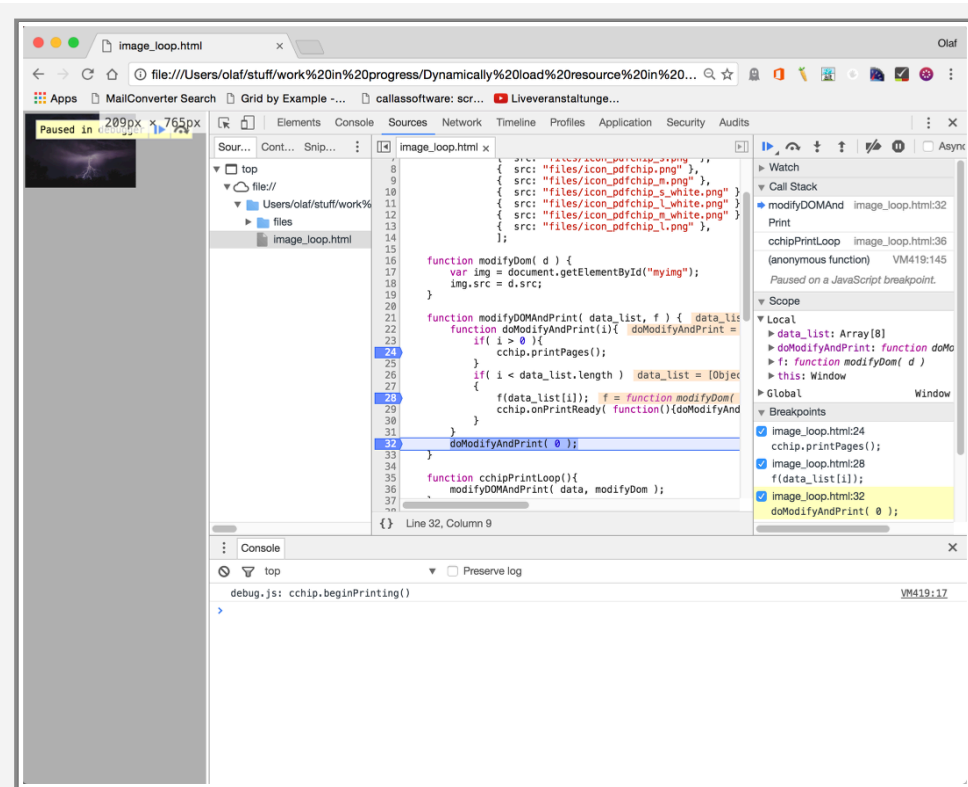 image_loop.html ×
Olaf
file:///Users/olaf/stuff/work%20in%20progress/Dynamically%20load%20resource%20in%20...
Apps MailConverter Search Grid by Example -... callassoftware: scr... Liveveranstaltunge...
Paused in debugger
209px × 765px
Elements Console Sources Network Timeline Profiles Application Security Audits
Sour... Cont... Snip...
top
file://
Users/olaf/stuff/work%
files
image_loop.html
image_loop.html ×
7 { src: "files/icon_pdfchip_s.png" },
8 { src: "files/icon_pdfchip.png" },
9 { src: "files/icon_pdfchip_m.png" },
10 { src: "files/icon_pdfchip_s_white.png" }
11 { src: "files/icon_pdfchip_l_white.png" }
12 { src: "files/icon_pdfchip_m_white.png" }
13 { src: "files/icon_pdfchip_l.png" },
14 ];
15
16 function modifyDom( d ) {
17 var img = document.getElementById("myimg");
18 img.src = d.src;
19 }
20
21 function modifyDOMAndPrint( data_list, f ) { data_lis
22 function doModifyAndPrint(i){ doModifyAndPrint =
23 if( i > 0 ){
24 cchip.printPages();
25 }
26 if( i < data_list.length ) data_list = [Objec
27 {
28 f(data_list[i]); f = function modifyDom(
29 cchip.onPrintReady( function(){doModifyAnd
30 }
31 }
32 doModifyAndPrint( 0 );
33 }
34
35 function cchipPrintLoop(){
36 modifyDOMAndPrint( data, modifyDom );
37
{} Line 32, Column 9
Async
Watch
Call Stack
modifyDOMAnd image_loop.html:32
Print
cchipPrintLoop image_loop.html:36
(anonymous function) VM419:145
Paused on a JavaScript breakpoint.
Scope
Local
data_list: Array[8]
doModifyAndPrint: function doMo
f: function modifyDom( d )
this: Window
Global Window
Breakpoints
image_loop.html:24
cchip.printPages();
image_loop.html:28
f(data_list[i]);
image_loop.html:32
doModifyAndPrint( 0 );
Console
top Preserve log
debug.js: cchip.beginPrinting() VM419:17
>